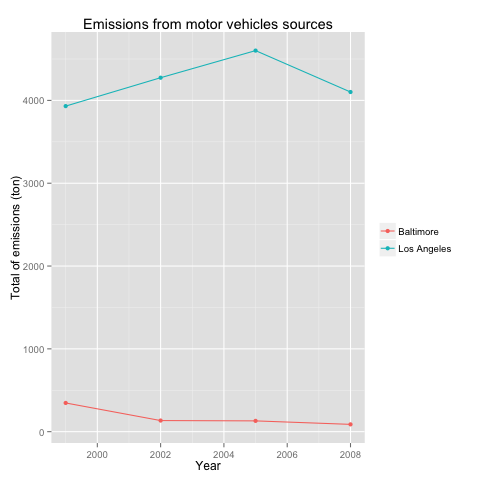 Emissions from motor vehicles sources
Total of emissions (ton)
4000
3000
2000
1000
0
2000 2002 2004 2006 2008
Year
Baltimore
Los Angeles